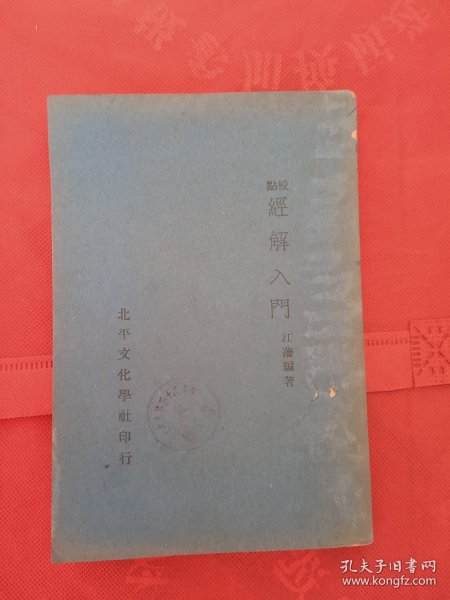 校點
經解入門
江藩編著
北平文化學社印行
孔夫子旧书网
www.kongfz.com